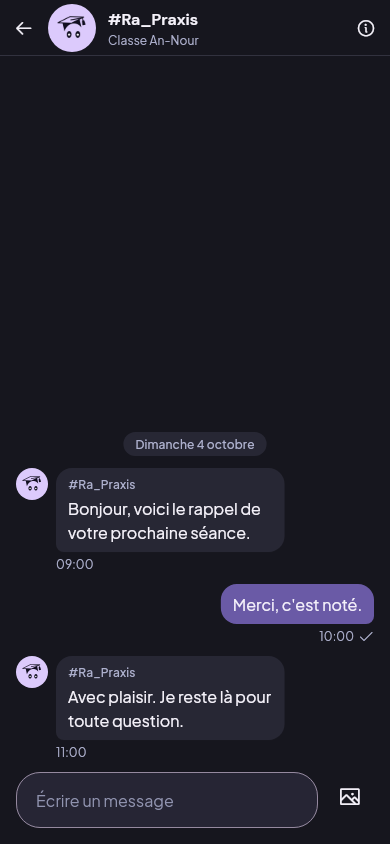 #Ra_Praxis
Classe An-Nour
Dimanche 4 octobre
#Ra_Praxis
Bonjour, voici le rappel de
votre prochaine séance.
09:00
Merci, c'est noté.
10:00
#Ra_Praxis
Avec plaisir. Je reste là pour
toute question.
11:00
Écrire un message